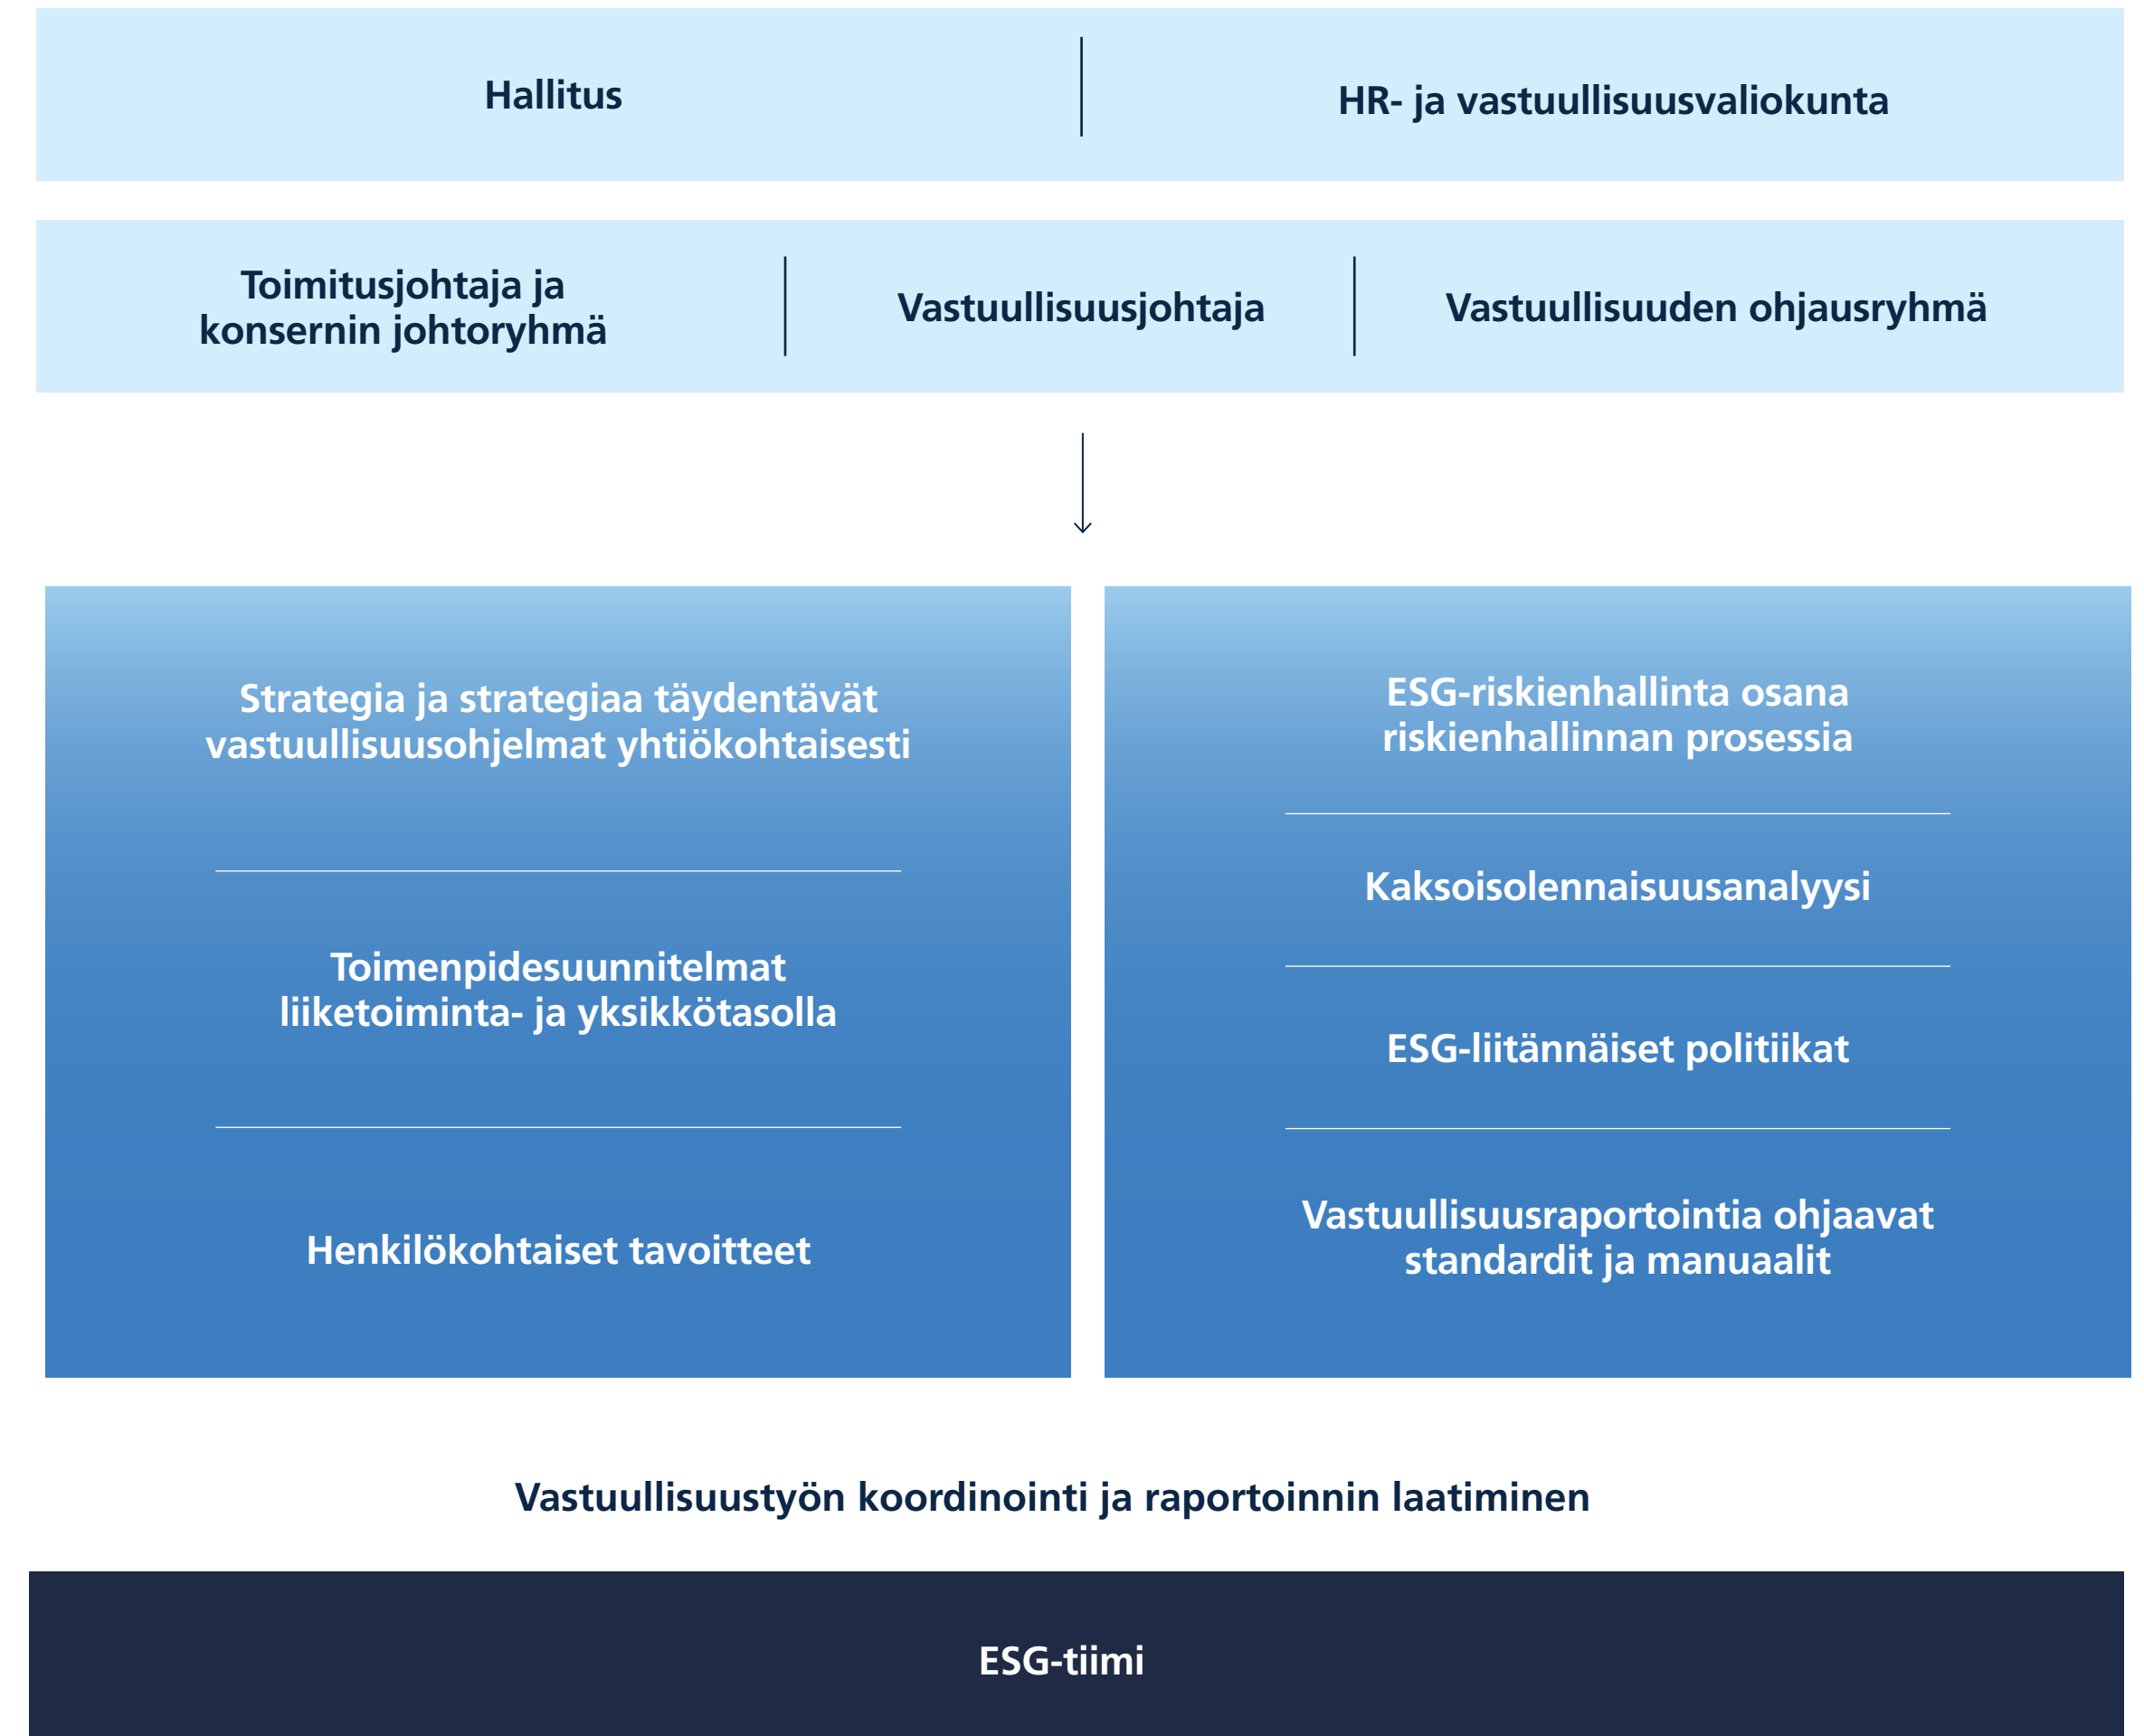 Hallitus
HR- ja vastuullisuusvaliokunta
Toimitusjohtaja ja
konsernin johtoryhmä
Vastuullisuusjohtaja
Vastuullisuuden ohjausryhmä
Strategia ja strategiaa täydentävät
vastuullisuusohjelmat yhtiökohtaisesti
Toimenpidesuunnitelmat
liiketoiminta- ja yksikkötasolla
Henkilökohtaiset tavoitteet
ESG-riskienhallinta osana
riskienhallinnan prosessia
Kaksoisolennaisuusanalyysi
ESG-liitännäiset politiikat
Vastuullisuusraportointia ohjaavat
standardit ja manuaalit
Vastuullisuustyön koordinointi ja raportoinnin laatiminen
ESG-tiimi